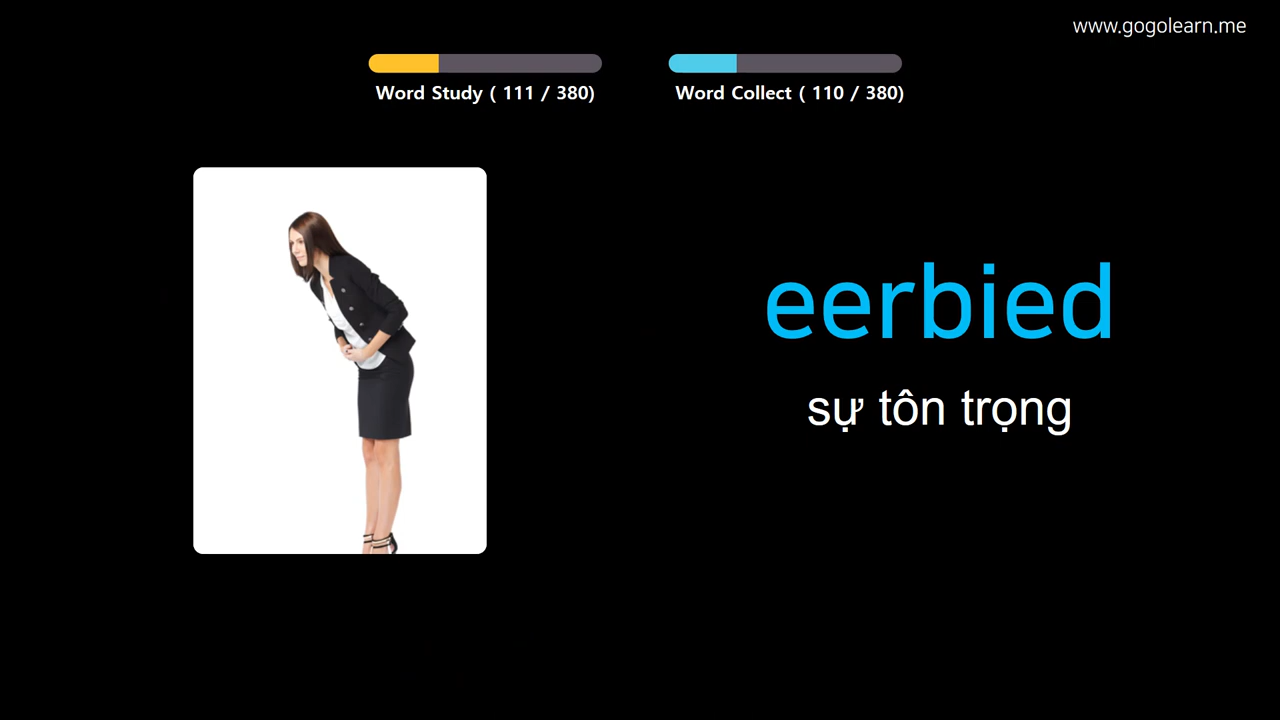 www.gogolearn.me
Word Study ( 111 / 380)
Word Collect ( 110 / 380)
eerbied
sự tôn trọng